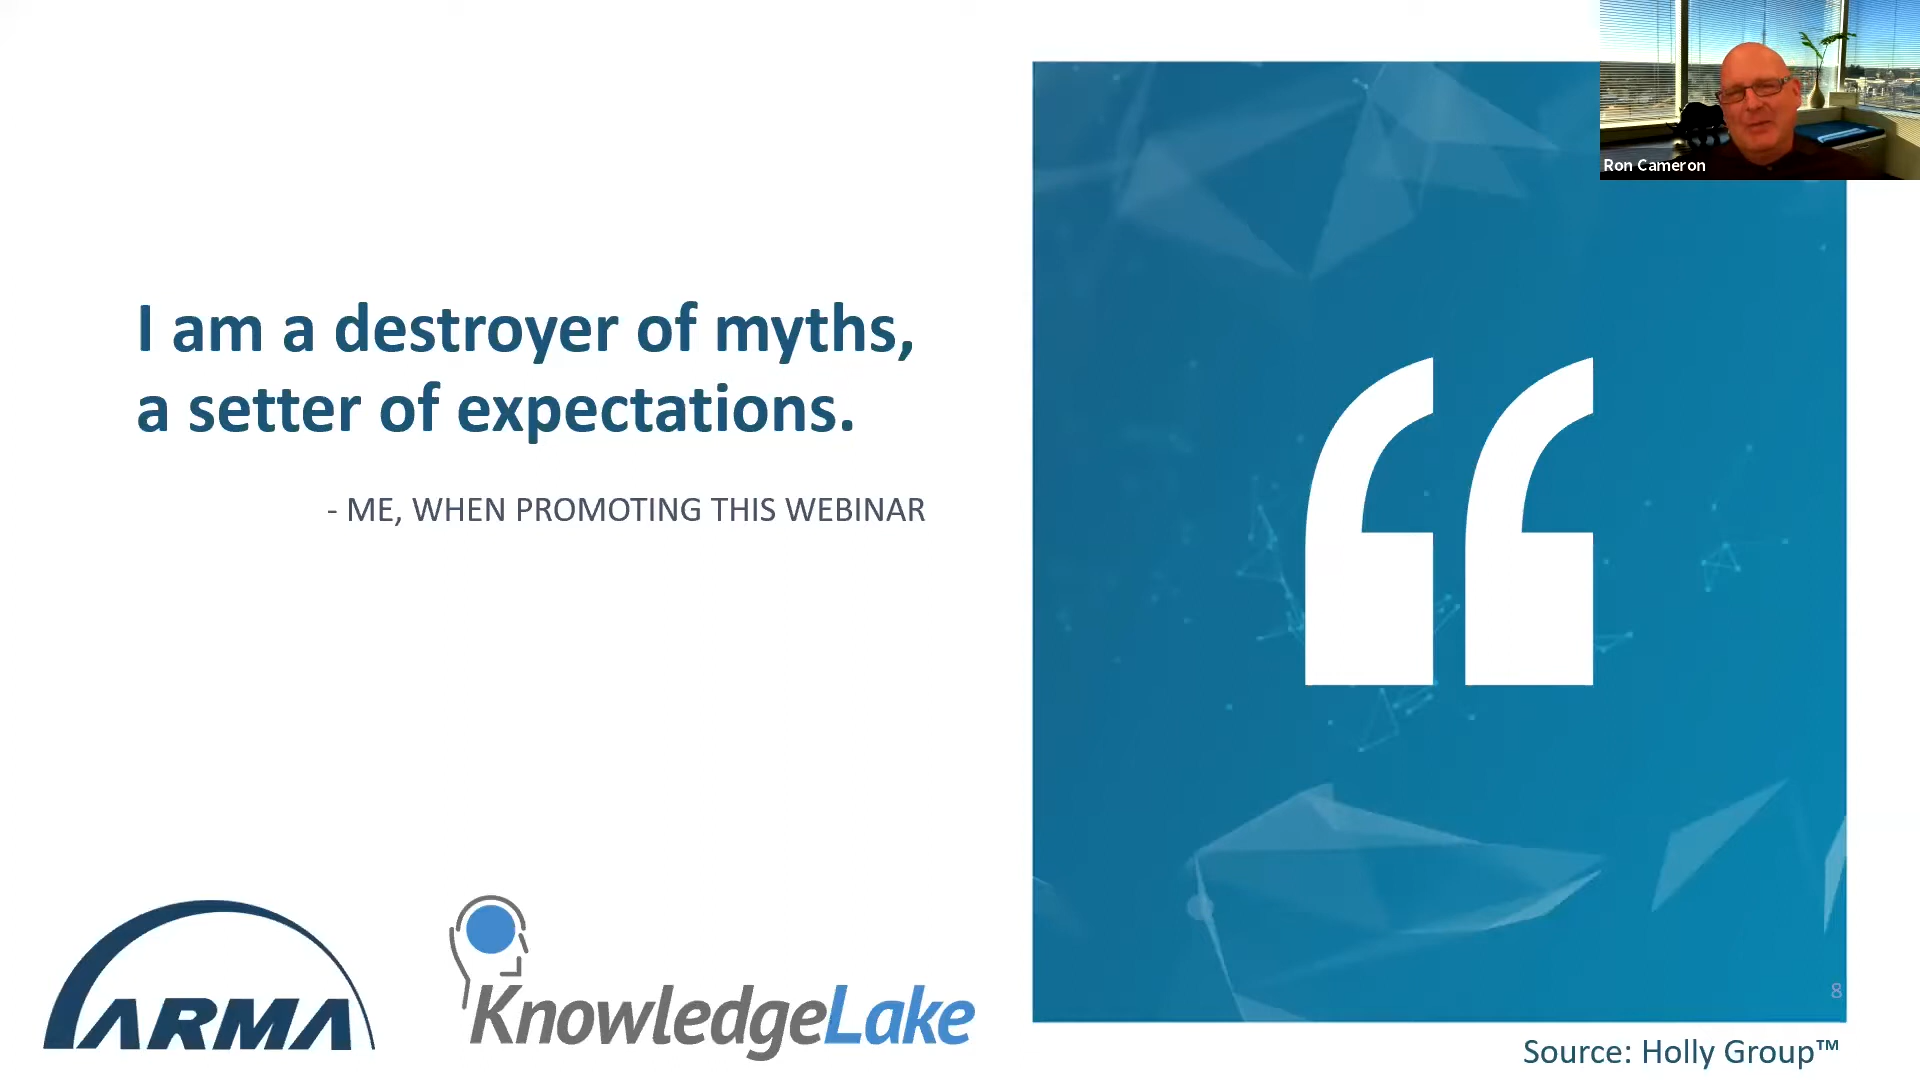 Ron Cameron
I am a destroyer of myths,
a setter of expectations.
- ME, WHEN PROMOTING THIS WEBINAR
ARMA
KnowledgeLake
8
Source: Holly Group™